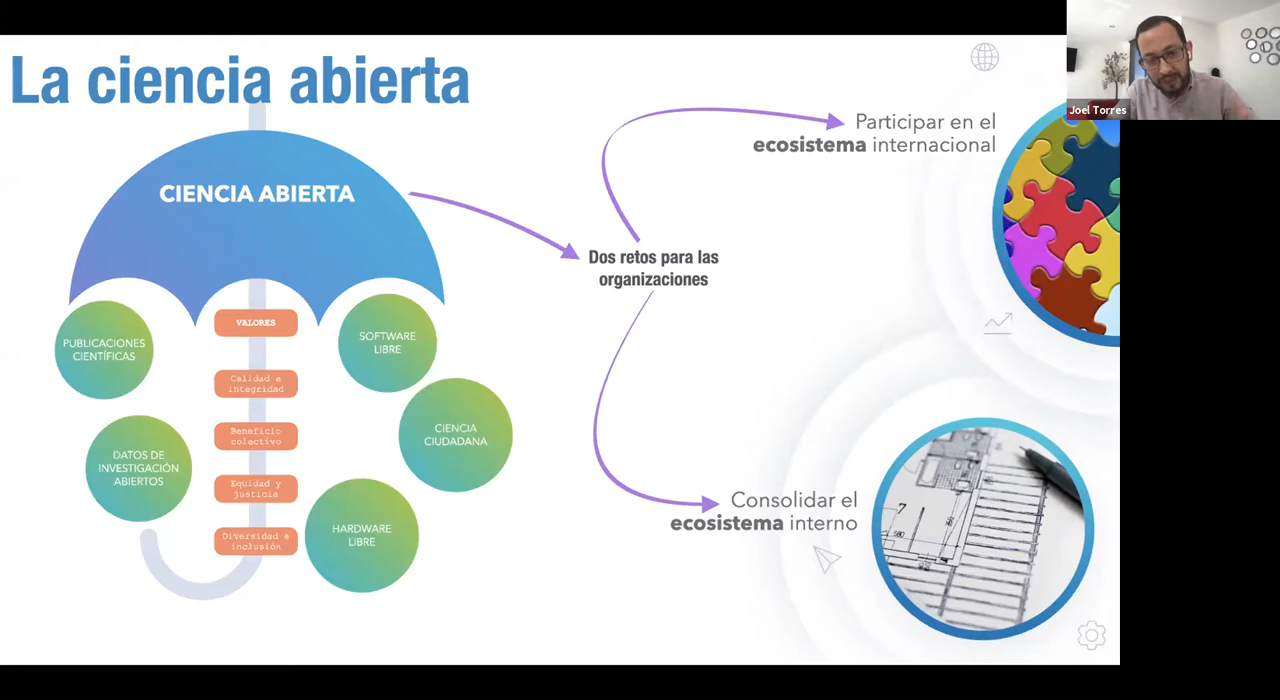 La ciencia abierta
CIENCIA ABIERTA
PUBLICACIONES
CIENTÍFICAS
DATOS DE
INVESTIGACIÓN
ABIERTOS
VALORES
Calidad e
integridad
Beneficio
colectivo
Equidad y
justicia
Diversidad e
inclusión
SOFTWARE
LIBRE
CIENCIA
CIUDADANA
HARDWARE
LIBRE
Dos retos para las
organizaciones
Participar en el
ecosistema internacional
Consolidar el
ecosistema interno
7
Joel Torres